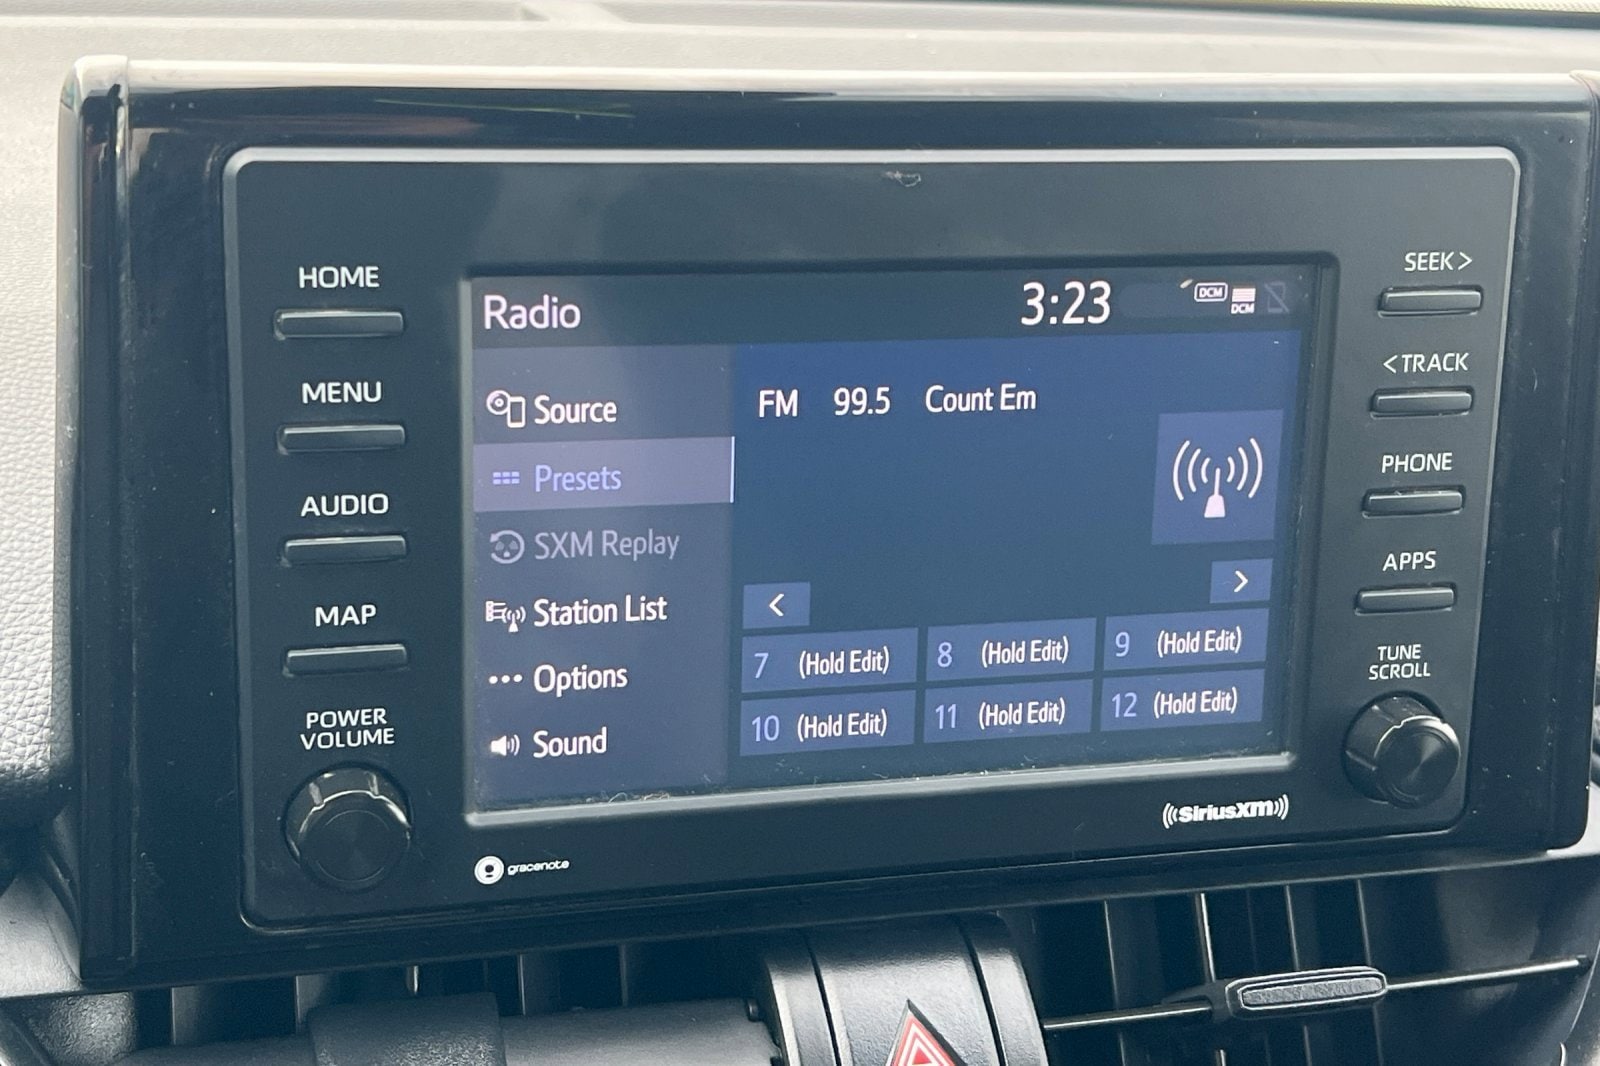 HOME
MENU
AUDIO
MAP
POWER
VOLUME
Radio
3:23
DCM
DCM
Source
Presets
SXM Replay
Station List
Options
Sound
FM 99.5 Count Em
<
>
7 (Hold Edit)
8 (Hold Edit)
9 (Hold Edit)
10 (Hold Edit)
11 (Hold Edit)
12 (Hold Edit)
SEEK >
< TRACK
PHONE
APPS
TUNE
SCROLL
gracenote
((SiriusXM))